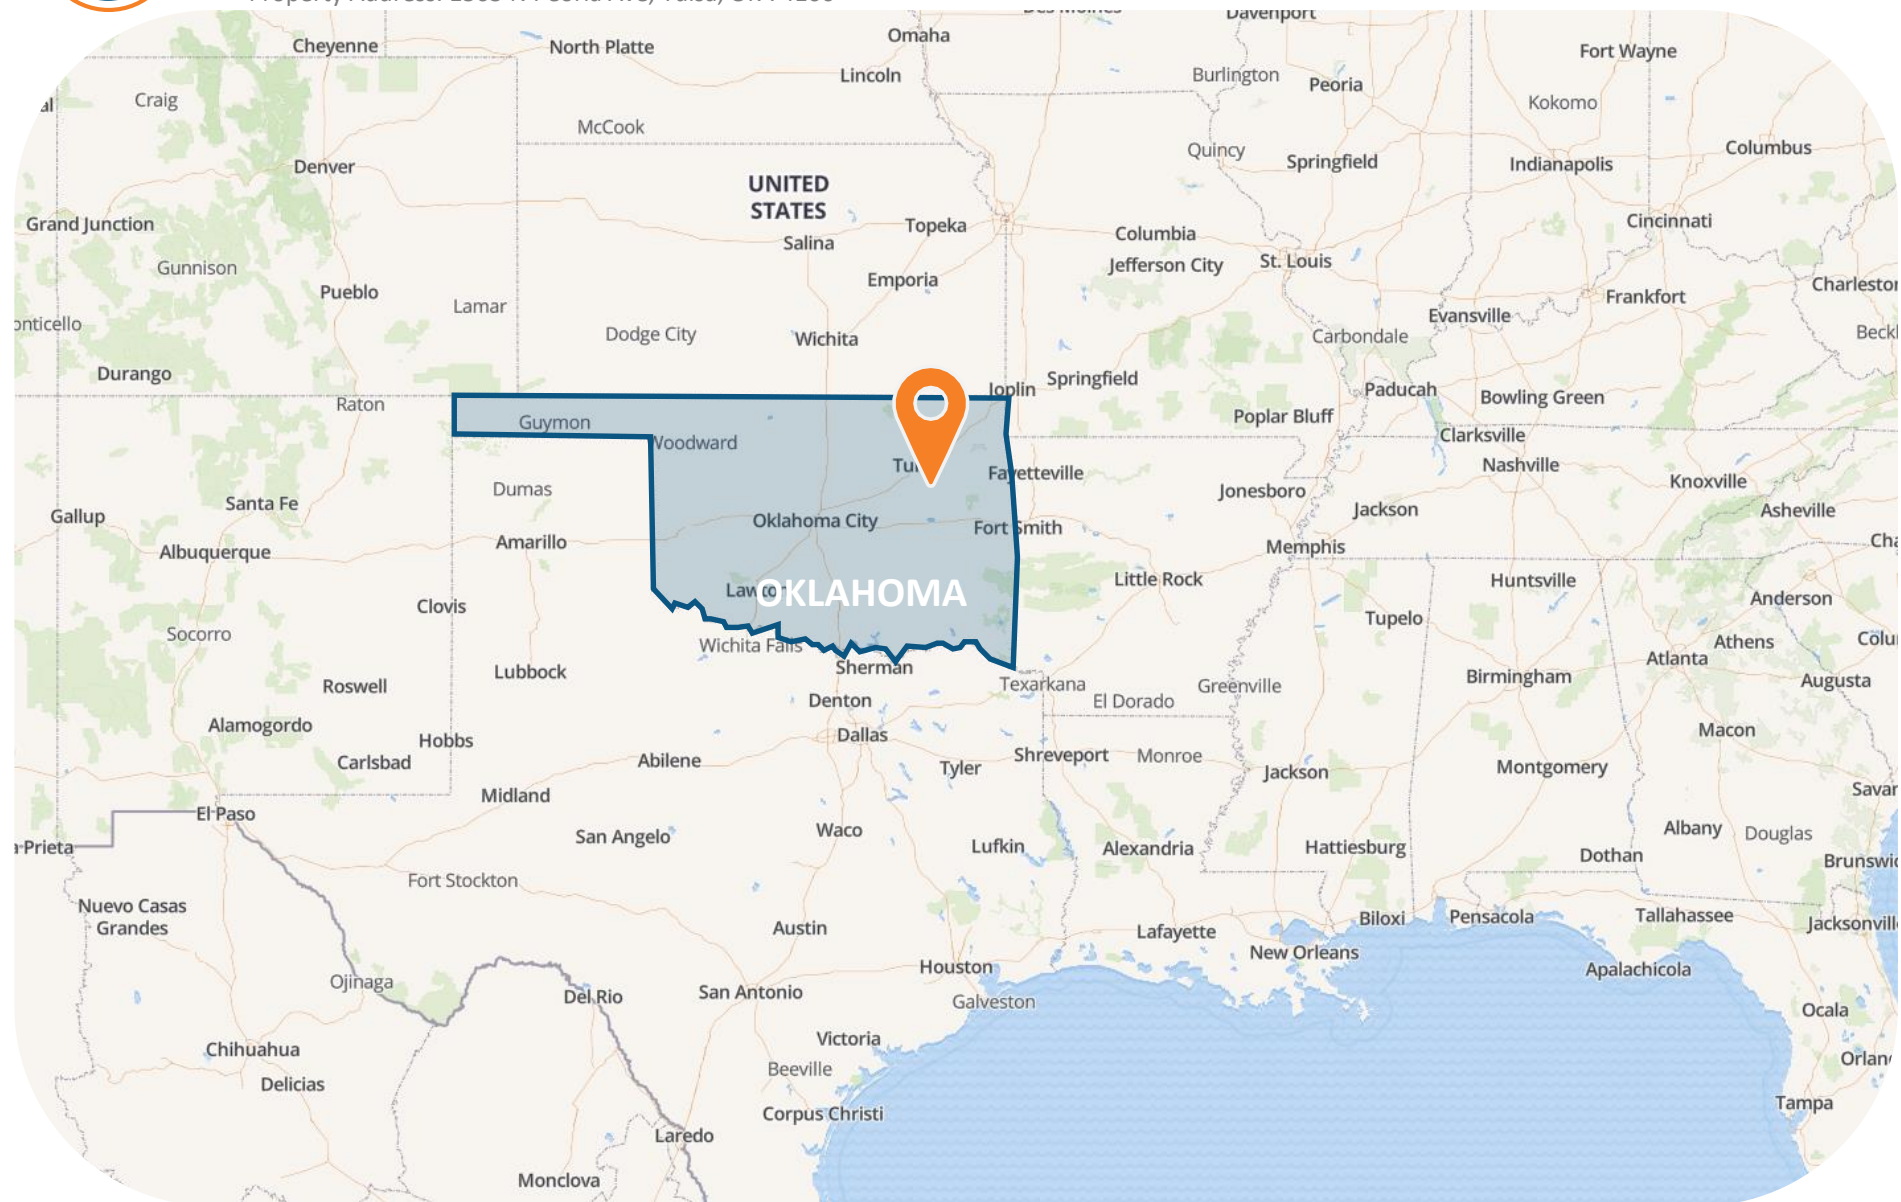 Des Moines
Davenport
Cheyenne
North Platte
Omaha
Fort Wayne
Lincoln
Burlington
Peoria
Craig
Kokomo
McCook
Quincy
Springfield
Indianapolis
Columbus
Denver
UNITED
STATES
Grand Junction
Topeka
Columbia
Cincinnati
Salina
Gunnison
Jefferson City
St. Louis
Emporia
Pueblo
Lamar
Frankfort
Evansville
Dodge City
Wichita
Carbondale
Durango
Joplin
Springfield
Paducah
Bowling Green
Raton
Guymon
Woodward
Poplar Bluff
Clarksville
Nashville
Fayetteville
Knoxville
Dumas
Jonesboro
Santa Fe
Gallup
Jackson
Asheville
Oklahoma City
Fort Smith
Albuquerque
Amarillo
Memphis
Little Rock
Huntsville
Lawton
OKLAHOMA
Anderson
Clovis
Tupelo
Socorro
Wichita Falls
Athens
Atlanta
Sherman
Lubbock
Birmingham
Roswell
Texarkana
Greenville
Augusta
Denton
El Dorado
Alamogordo
Macon
Hobbs
Dallas
Carlsbad
Abilene
Tyler
Shreveport
Monroe
Jackson
Montgomery
Midland
El Paso
San Angelo
Waco
Lufkin
Alexandria
Hattiesburg
Albany
Douglas
Dothan
Fort Stockton
Nuevo Casas
Grandes
Austin
Lafayette
Biloxi
Pensacola
Tallahassee
New Orleans
Houston
Apalachicola
Ojinaga
Del Rio
San Antonio
Galveston
Ocala
Victoria
Chihuahua
Beeville
Delicias
Corpus Christi
Tampa
Laredo
Monclova